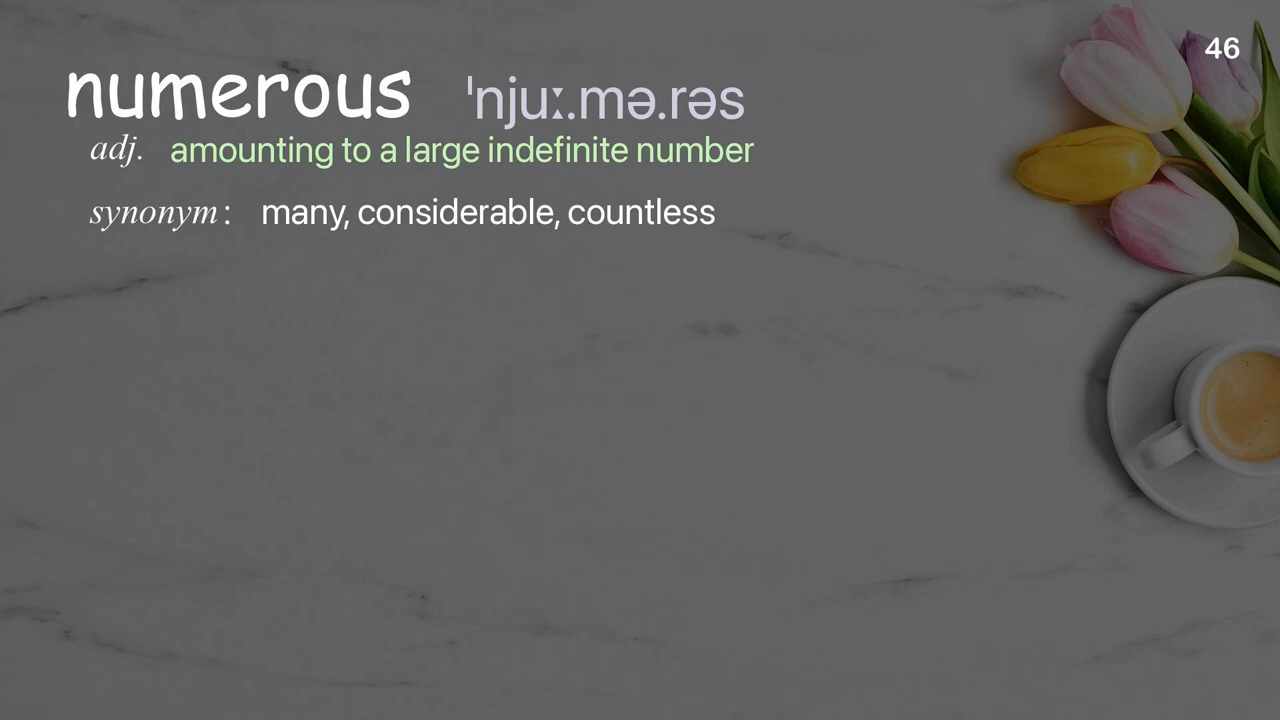 46
numerous ˈnjuː.mə.rəs
adj. amounting to a large indefinite number
synonym: many, considerable, countless